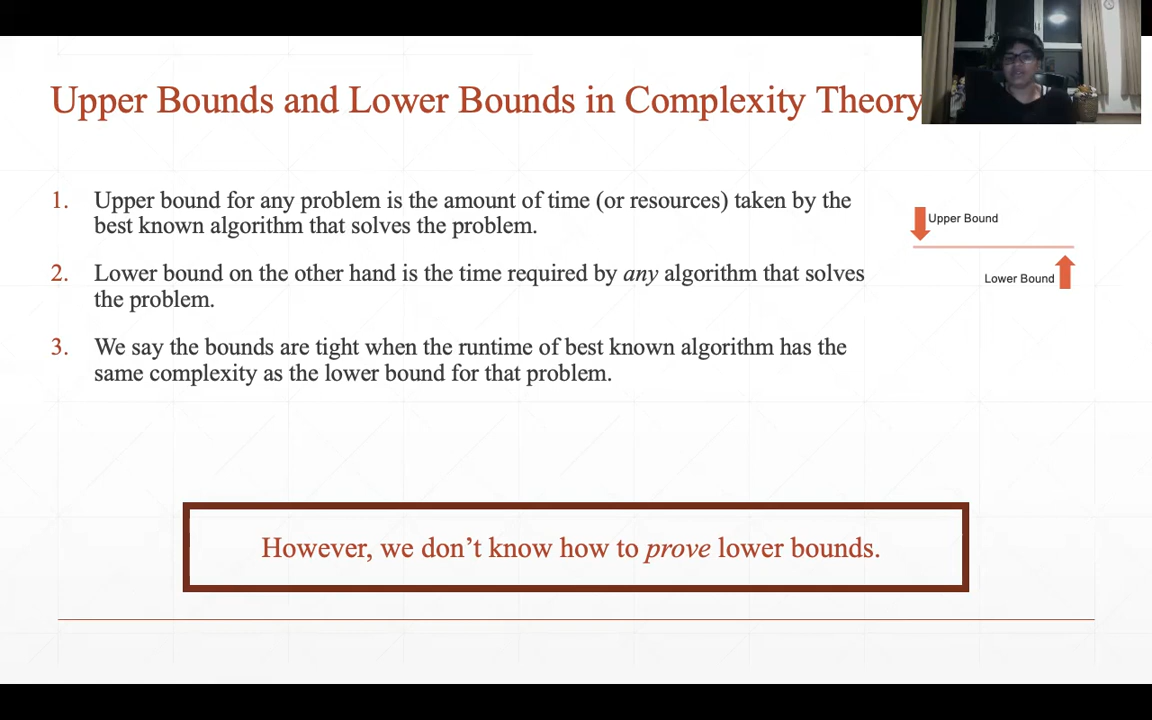 Upper Bounds and Lower Bounds in Complexity Theory
1. Upper bound for any problem is the amount of time (or resources) taken by the
best known algorithm that solves the problem.
2. Lower bound on the other hand is the time required by any algorithm that solves
the problem.
3. We say the bounds are tight when the runtime of best known algorithm has the
same complexity as the lower bound for that problem.
Upper Bound
Lower Bound
However, we don’t know how to prove lower bounds.